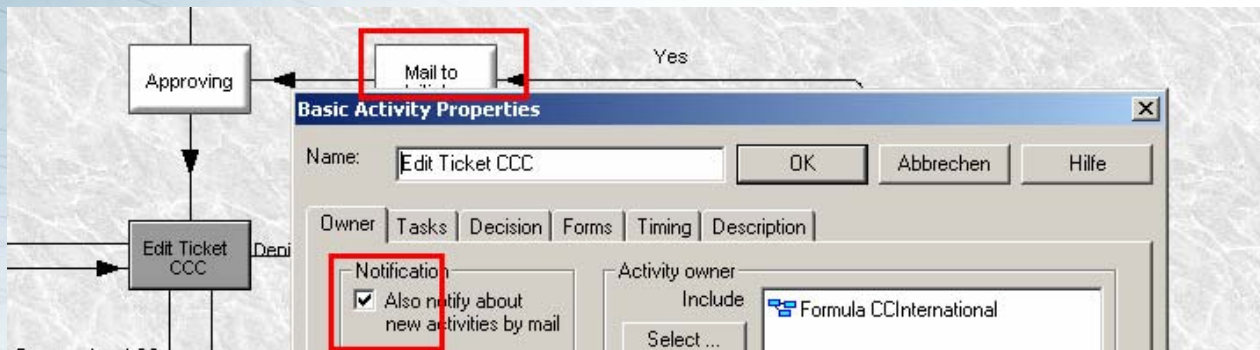 Yes
Approving
Mail to
Basic Activity Properties
Name:
Edit Ticket CCC
OK
Abbrechen
Hilfe
Owner
Tasks
Decision
Forms
Timing
Description
Edit Ticket
CCC
Deni
Notification
Also notify about
new activities by mail
Activity owner
Include
Select ...
Formula CCInternational